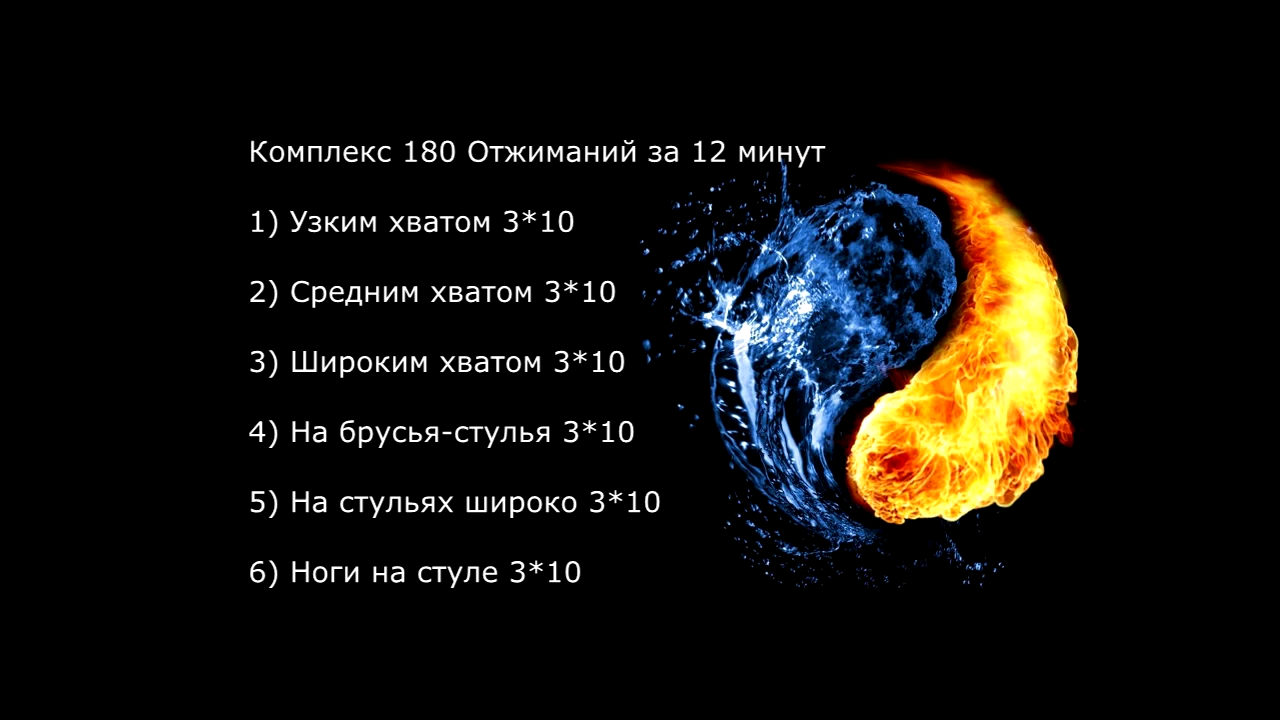 Комплекс 180 Отжиманий за 12 минут
1) Узким хватом 3*10
2) Средним хватом 3*10
3) Широким хватом 3*10
4) На брусья-стулья 3*10
5) На стульях широко 3*10
6) Ноги на стуле 3*10